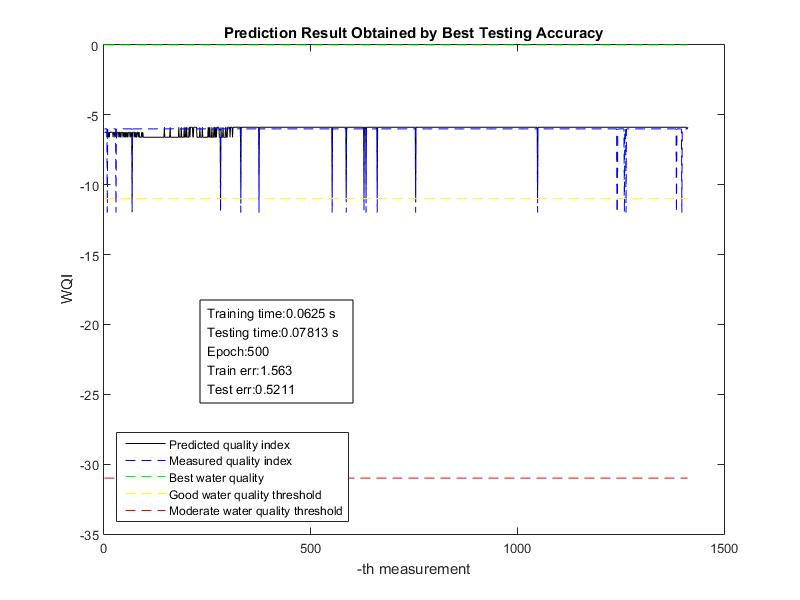 Prediction Result Obtained by Best Testing Accuracy
0
-5
-10
-15
-20
-25
-30
-35
WQI
Training time:0.0625 s
Testing time:0.07813 s
Epoch:500
Train err:1.563
Test err:0.5211
Predicted quality index
Measured quality index
Best water quality
Good water quality threshold
Moderate water quality threshold
0
500
1000
1500
-th measurement